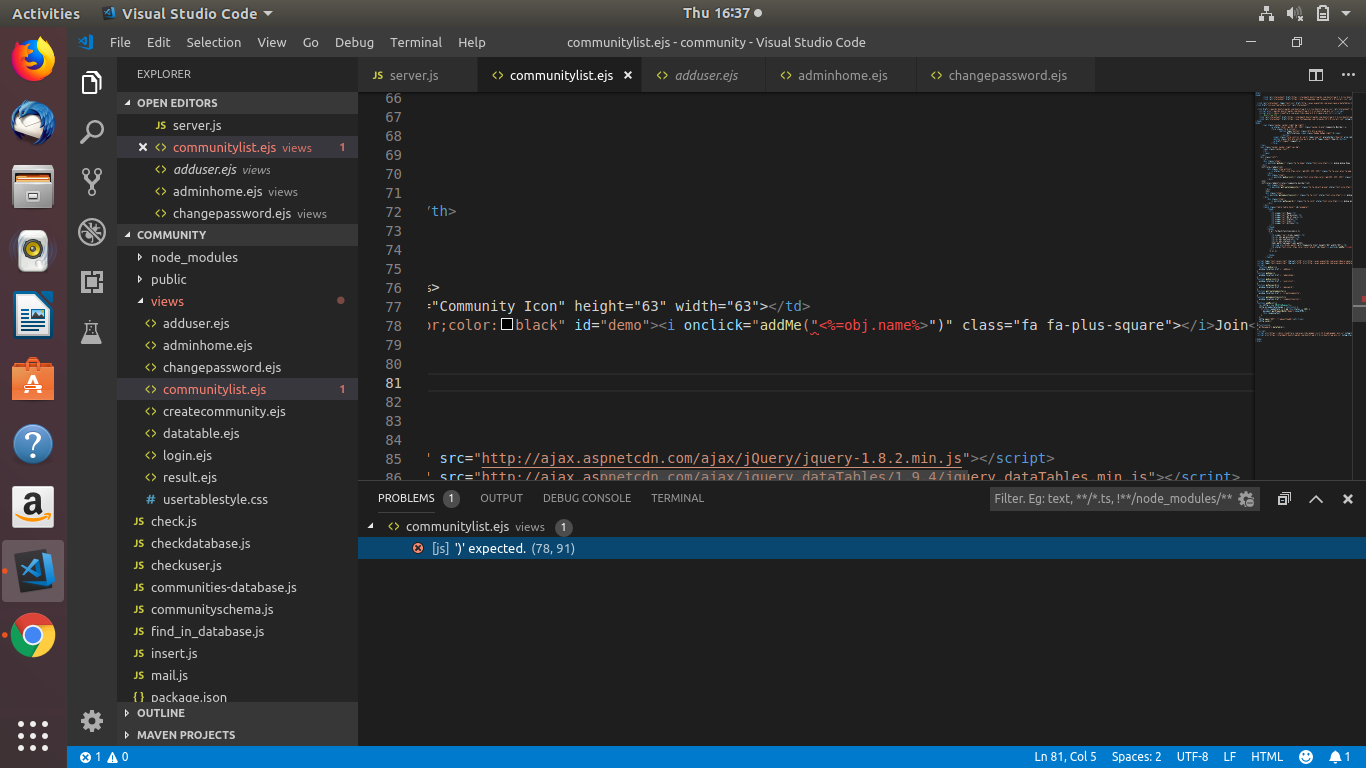 Activities Visual Studio Code Thu 16:37
File Edit Selection View Go Debug Terminal Help communitylist.ejs - community - Visual Studio Code
EXPLORER
OPEN EDITORS
JS server.js
communitylist.ejs views 1
adduser.ejs views
adminhome.ejs views
changepassword.ejs views
COMMUNITY
node_modules
public
views
adduser.ejs
adminhome.ejs
changepassword.ejs
communitylist.ejs 1
createcommunity.ejs
datatable.ejs
login.ejs
result.ejs
# usertablestyle.css
JS check.js
JS checkdatabase.js
JS checkuser.js
JS communities-database.js
JS communityschema.js
JS find_in_database.js
JS insert.js
JS mail.js
{} package.json
OUTLINE
MAVEN PROJECTS
JS server.js communitylist.ejs adduser.ejs adminhome.ejs changepassword.ejs
66
67
68
69
70
71
72 /th>
73
74
75
76 s>
77 ="Community Icon" height="63" width="63"></td>
78 or;color:black" id="demo"><i onclick="addMe("<%=obj.name%>")" class="fa fa-plus-square"></i>Join<
79
80
81
82
83
84
85 " src="http://ajax.aspnetcdn.com/ajax/jQuery/jquery-1.8.2.min.js"></script>
86 " src="http://ajax.aspnetcdn.com/ajax/jquery.dataTables/1.9.4/jquery.dataTables.min.js"></script>
PROBLEMS 1 OUTPUT DEBUG CONSOLE TERMINAL Filter. Eg: text, **/*.ts, !**/node_modules/**
communitylist.ejs views 1
[js] ')' expected. (78, 91)
1 0 Ln 81, Col 5 Spaces: 2 UTF-8 LF HTML 1